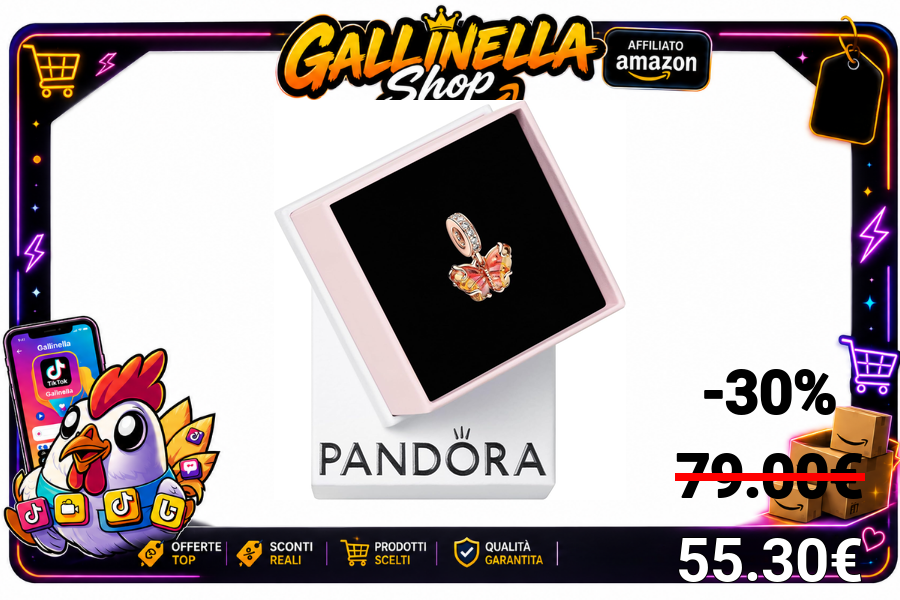 GALLINELLA
Shop
AFFILIATO
amazon
Gallinella
TikTok
Gallinella
PANDORA
-30%
79.00€
55.30€
OFFERTE
TOP
SCONTI
REALI
PRODOTTI
SCELTI
QUALITÀ
GARANTITA